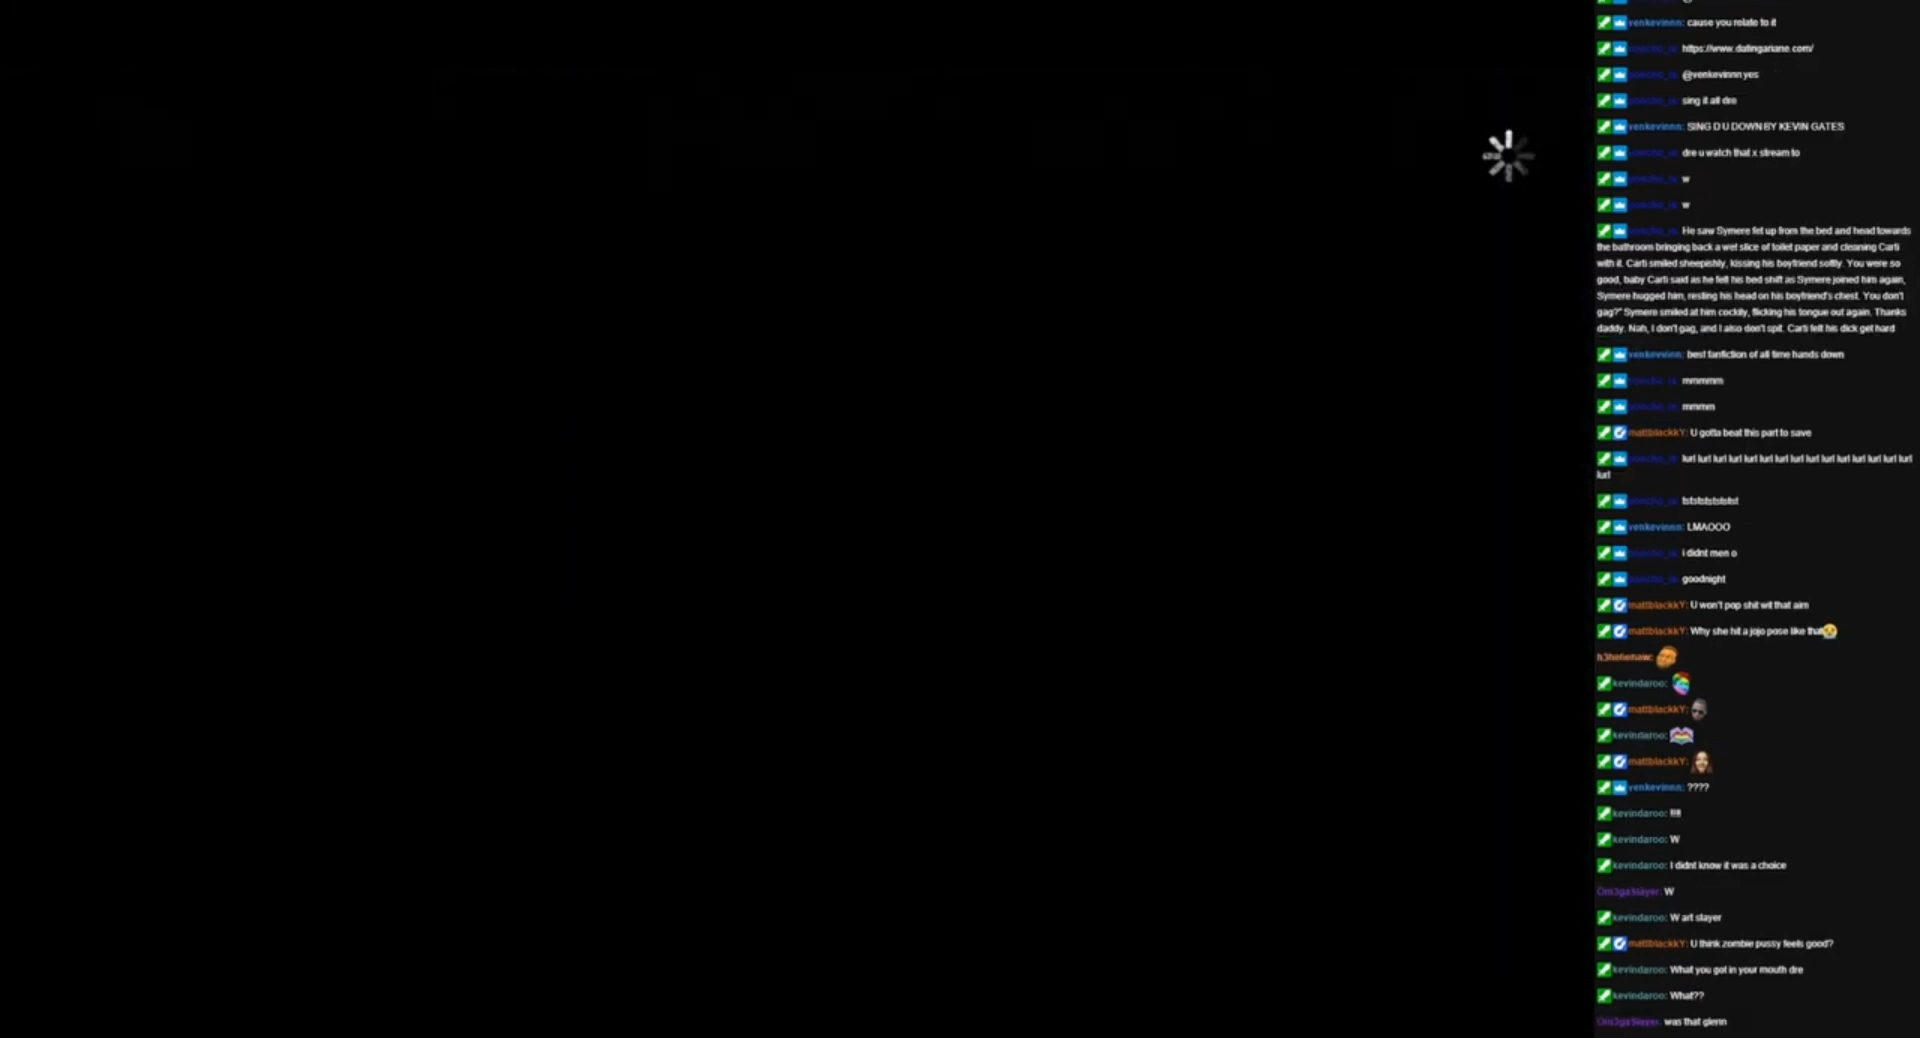 venkevinnn: cause you relate to it
https://www.datingariane.com/
@venkevinnn yes
sing it all dre
venkevinnn: SING D U DOWN BY KEVIN GATES
dre u watch that x stream to
w
w
He saw Symere fet up from the bed and head towards
the bathroom bringing back a wet slice of toilet paper and cleaning Carti
with it. Carti smiled sheepishly, kissing his boyfriend softly. You were so
good, baby Carti said as he felt his bed shift as Symere joined him again,
Symere hugged him, resting his head on his boyfriend's chest. You don't
gag?" Symere smiled at him cockily, flicking his tongue out again. Thanks
daddy. Nah, I don't gag, and I also don't spit. Carti felt his dick get hard
venkevinnn: best fanfiction of all time hands down
mmmmm
mmmm
mattblackkY: U gotta beat this part to save
lurl lurl lurl lurl lurl lurl lurl lurl lurl lurl lurl lurl lurl lurl lurl
lurl
venkevinnn: LMAOOO
i didnt men o
goodnight
mattblackkY: U won't pop shit wit that aim
mattblackkY: Why she hit a jojo pose like that
kevindaroo:
mattblackkY:
kevindaroo:
mattblackkY:
venkevinnn: ????
kevindaroo: !!!!
kevindaroo: W
kevindaroo: I didnt know it was a choice
Om3gaSlayer: W
kevindaroo: W art slayer
mattblackkY: U think zombie pussy feels good?
kevindaroo: What you got in your mouth dre
kevindaroo: What??
Om3gaSlayer: was that glenn